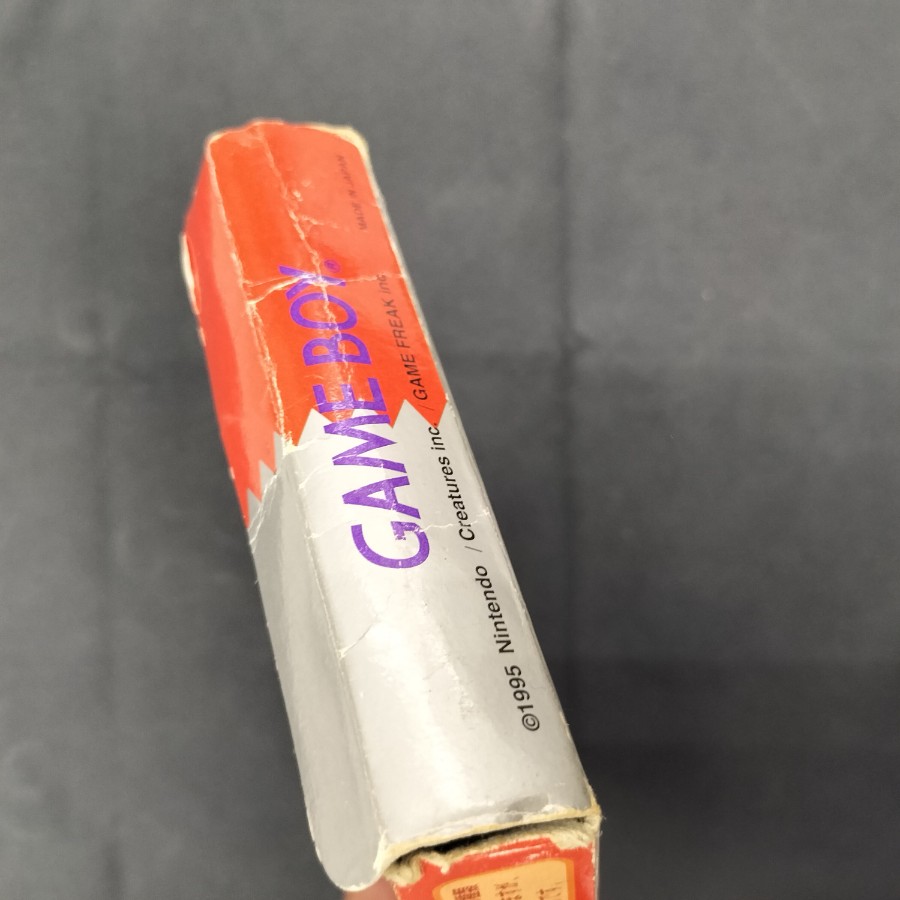 GAME BOY®
©1995 Nintendo / Creatures inc. / GAME FREAK inc.
MADE IN JAPAN